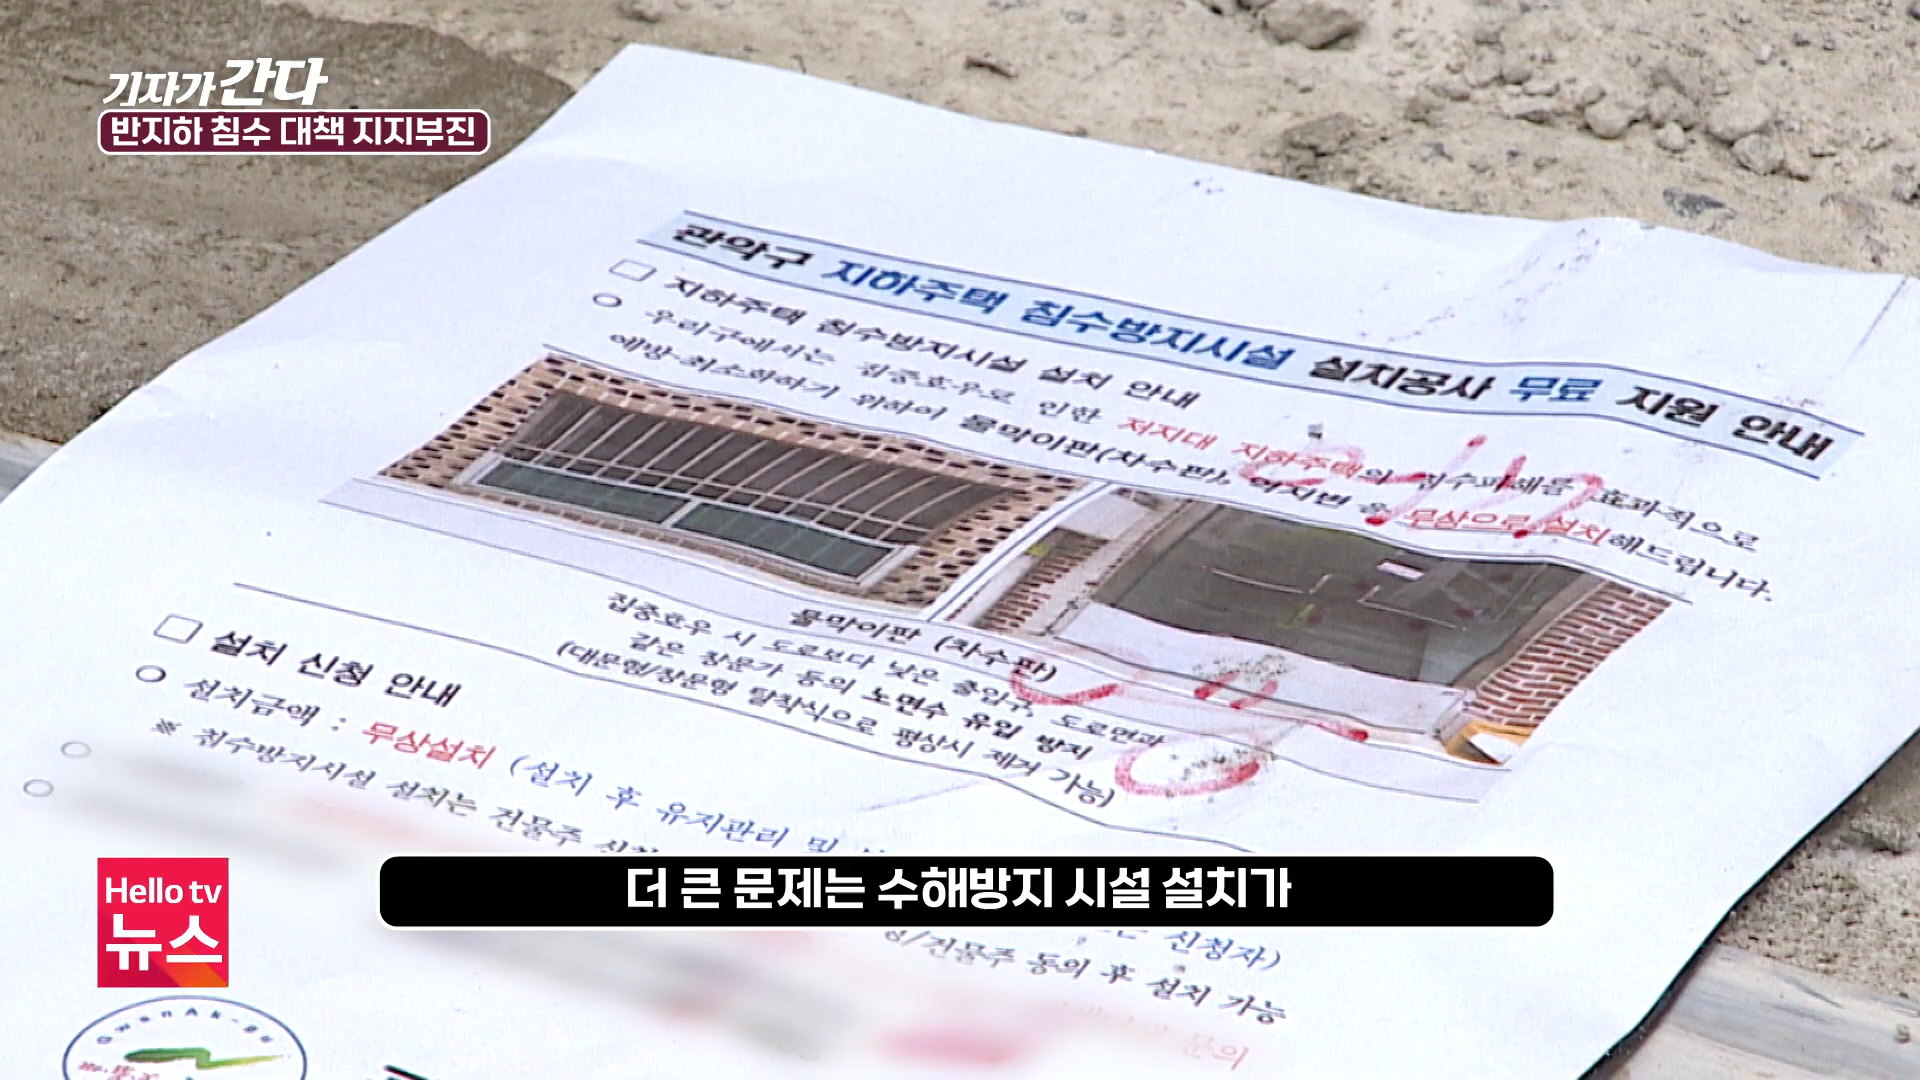 기자가 간다
반지하 침수 대책 지지부진
관악구 지하주택 침수방지시설 설치공사 무료 지원 안내
□ 지하주택 침수방지시설 설치 안내
○ 우리구에서는 집중호우로 인한 저지대 지하주택의 침수피해를 효과적으로
예방·최소화하기 위하여 물막이판(차수판), 역지변 을 무상으로 설치해드립니다.
물막이판 (차수판)
집중호우 시 도로보다 낮은 출입구, 도로면과
같은 창문가 등의 노면수 유입 방지
(대문형/창문형 탈착식으로 평상시 제거 가능)
□ 설치 신청 안내
○ 설치금액 : 무상설치 (설치 후 유지관리 및
※ 침수방지시설 설치는 건물주
신청자)
건물주 동의 후 설치 가능
문의
더 큰 문제는 수해방지 시설 설치가
Hello tv
뉴스
GwanAk-gu